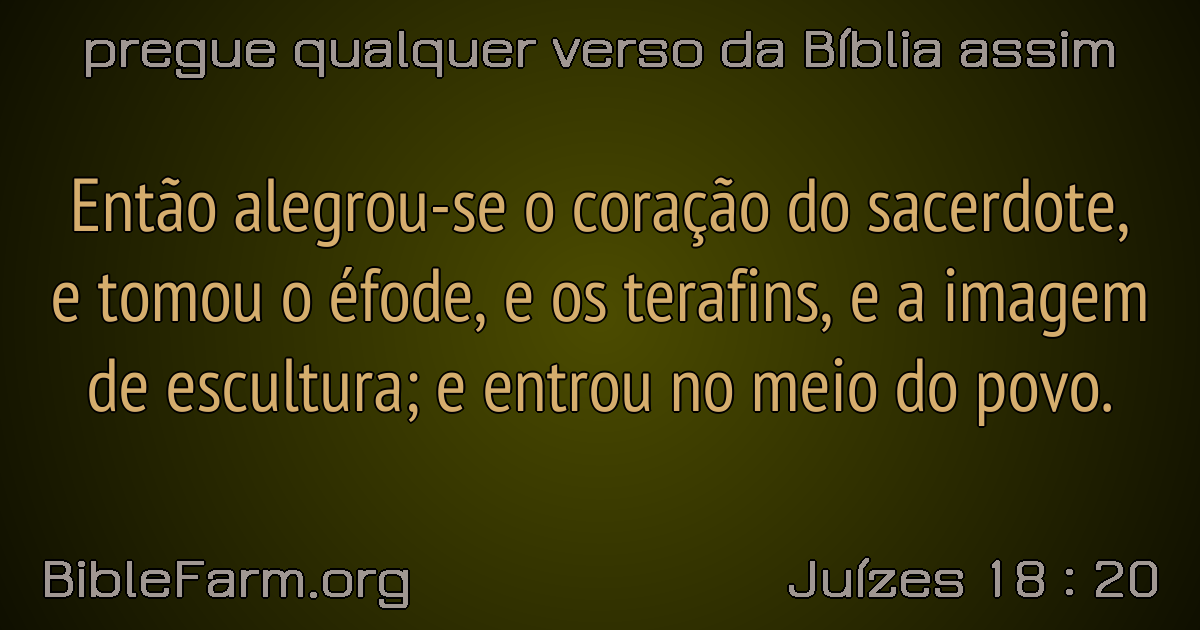 pregue qualquer verso da Bíblia assim
Então alegrou-se o coração do sacerdote,
e tomou o éfode, e os terafins, e a imagem
de escultura; e entrou no meio do povo.
BibleFarm.org
Juízes 18 : 20